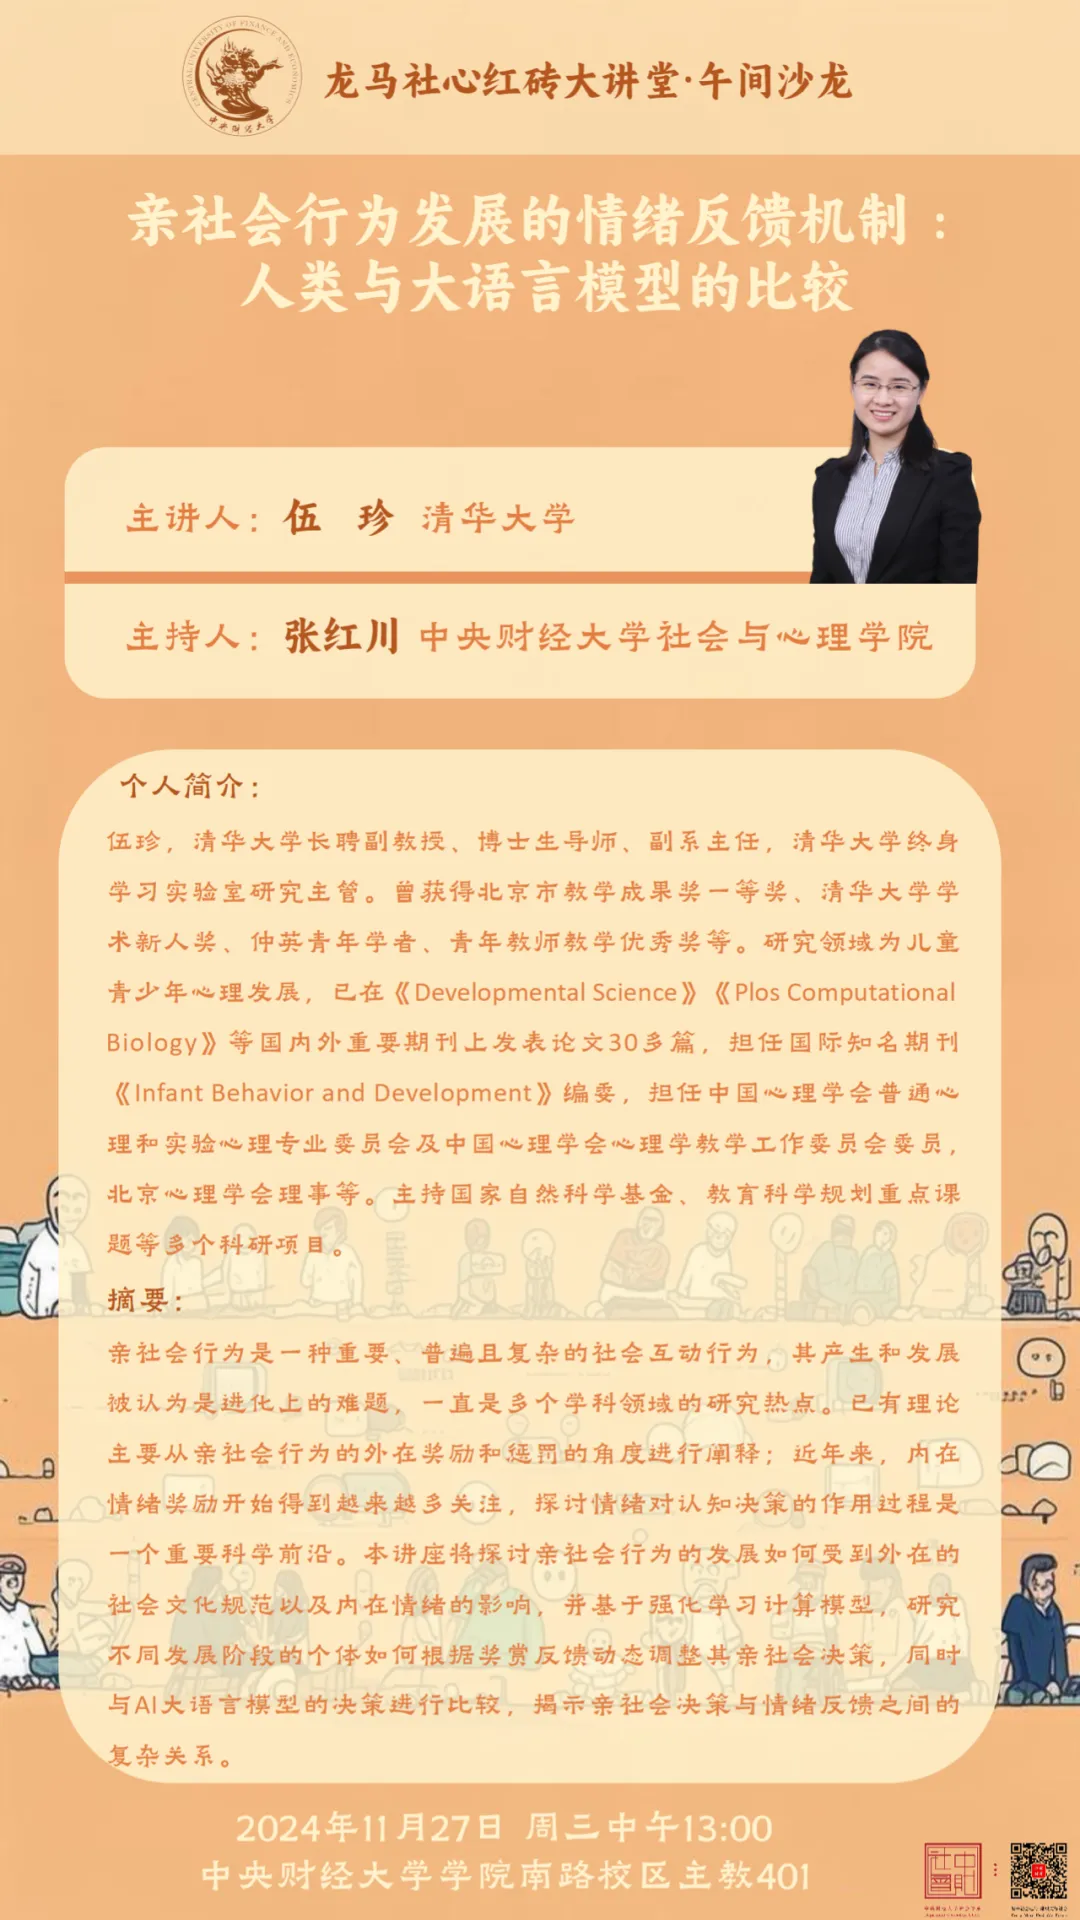 CENTRAL UNIVERSITY OF FINANCE AND ECONOMICS
中央财经大学
龙马社心红砖大讲堂·午间沙龙
亲社会行为发展的情绪反馈机制：
人类与大语言模型的比较
主讲人：伍 珍 清华大学
主持人：张红川 中央财经大学社会与心理学院
个人简介：
伍珍，清华大学长聘副教授、博士生导师、副系主任，清华大学终身
学习实验室研究主管。曾获得北京市教学成果奖一等奖、清华大学学
术新人奖、仲英青年学者、青年教师教学优秀奖等。研究领域为儿童
青少年心理发展，已在《Developmental Science》《Plos Computational
Biology》等国内外重要期刊上发表论文30多篇，担任国际知名期刊
《Infant Behavior and Development》编委，担任中国心理学会普通心
理和实验心理专业委员会及中国心理学会心理学教学工作委员会委员，
北京心理学会理事等。主持国家自然科学基金、教育科学规划重点课
题等多个科研项目。
摘要：
亲社会行为是一种重要、普遍且复杂的社会互动行为，其产生和发展
被认为是进化上的难题，一直是多个学科领域的研究热点。已有理论
主要从亲社会行为的外在奖励和惩罚的角度进行阐释；近年来，内在
情绪奖励开始得到越来越多关注，探讨情绪对认知决策的作用过程是
一个重要科学前沿。本讲座将探讨亲社会行为的发展如何受到外在的
社会文化规范以及内在情绪的影响，并基于强化学习计算模型，研究
不同发展阶段的个体如何根据奖赏反馈动态调整其亲社会决策，同时
与AI大语言模型的决策进行比较，揭示亲社会决策与情绪反馈之间的
复杂关系。
2024年11月27日 周三中午13:00
中央财经大学学院南路校区主教401